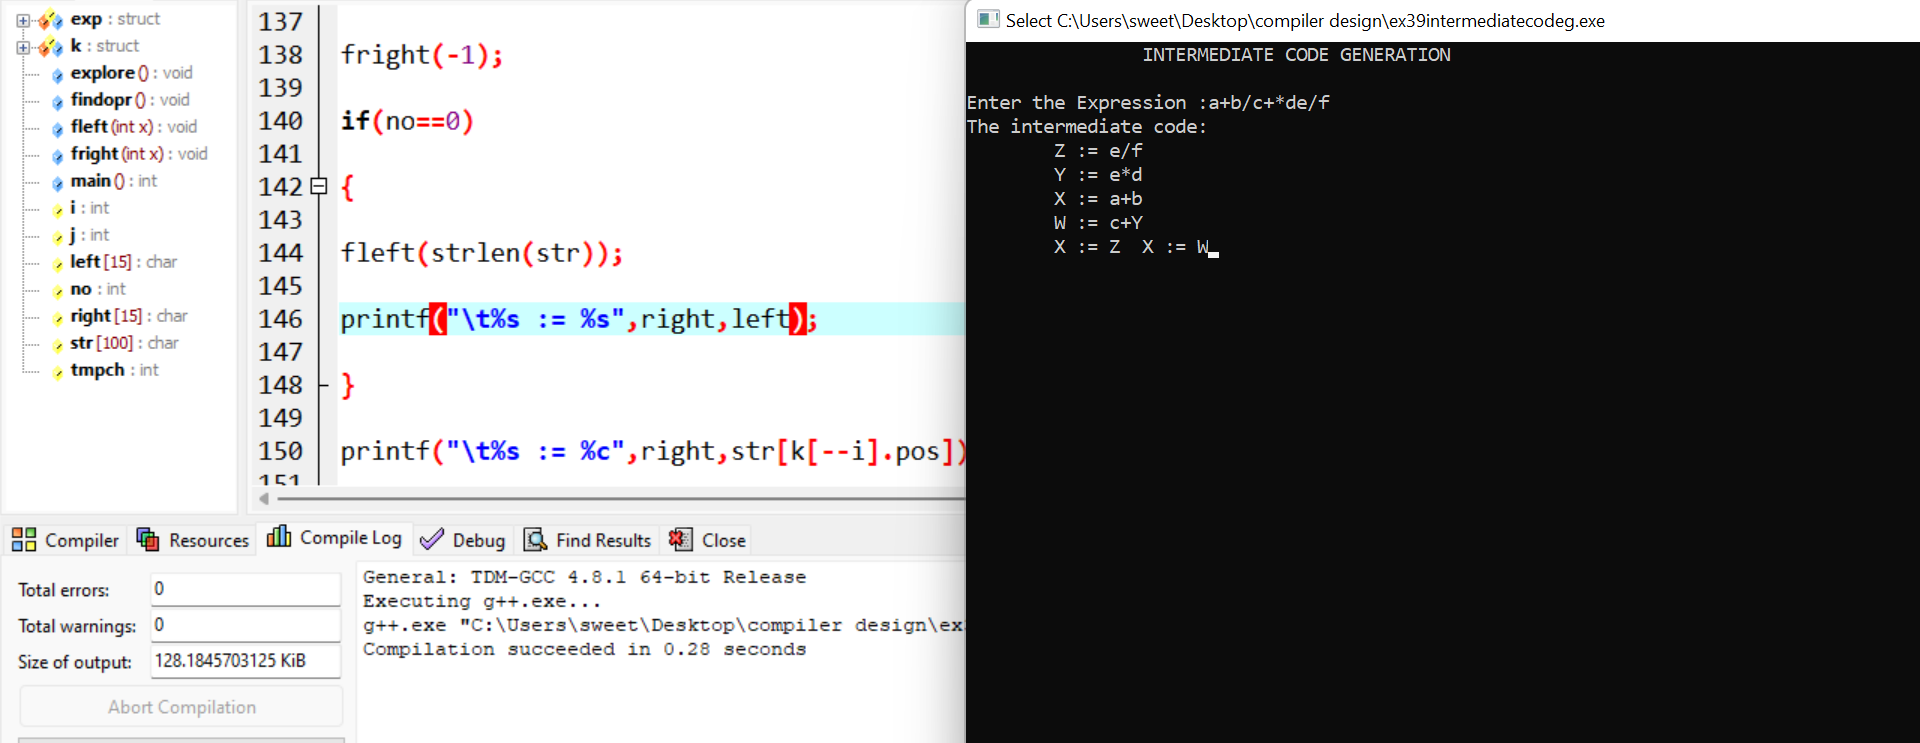 exp : struct
k : struct
explore () : void
findopr () : void
fleft (int x) : void
fright (int x) : void
main () : int
i : int
j : int
left [15] : char
no : int
right [15] : char
str [100] : char
tmpch : int
137
138 fright(-1);
139
140 if(no==0)
141
142 {
143
144 fleft(strlen(str));
145
146 printf("\t%s := %s",right,left);
147
148 }
149
150 printf("\t%s := %c",right,str[k[--i].pos])
151
Select C:\Users\sweet\Desktop\compiler design\ex39intermediatecodeg.exe
INTERMEDIATE CODE GENERATION
Enter the Expression :a+b/c+*de/f
The intermediate code:
Z := e/f
Y := e*d
X := a+b
W := c+Y
X := Z  X := W
Compiler Resources Compile Log Debug Find Results Close
Total errors: 0
Total warnings: 0
Size of output: 128.1845703125 KiB
Abort Compilation
General: TDM-GCC 4.8.1 64-bit Release
Executing g++.exe...
g++.exe "C:\Users\sweet\Desktop\compiler design\ex
Compilation succeeded in 0.28 seconds